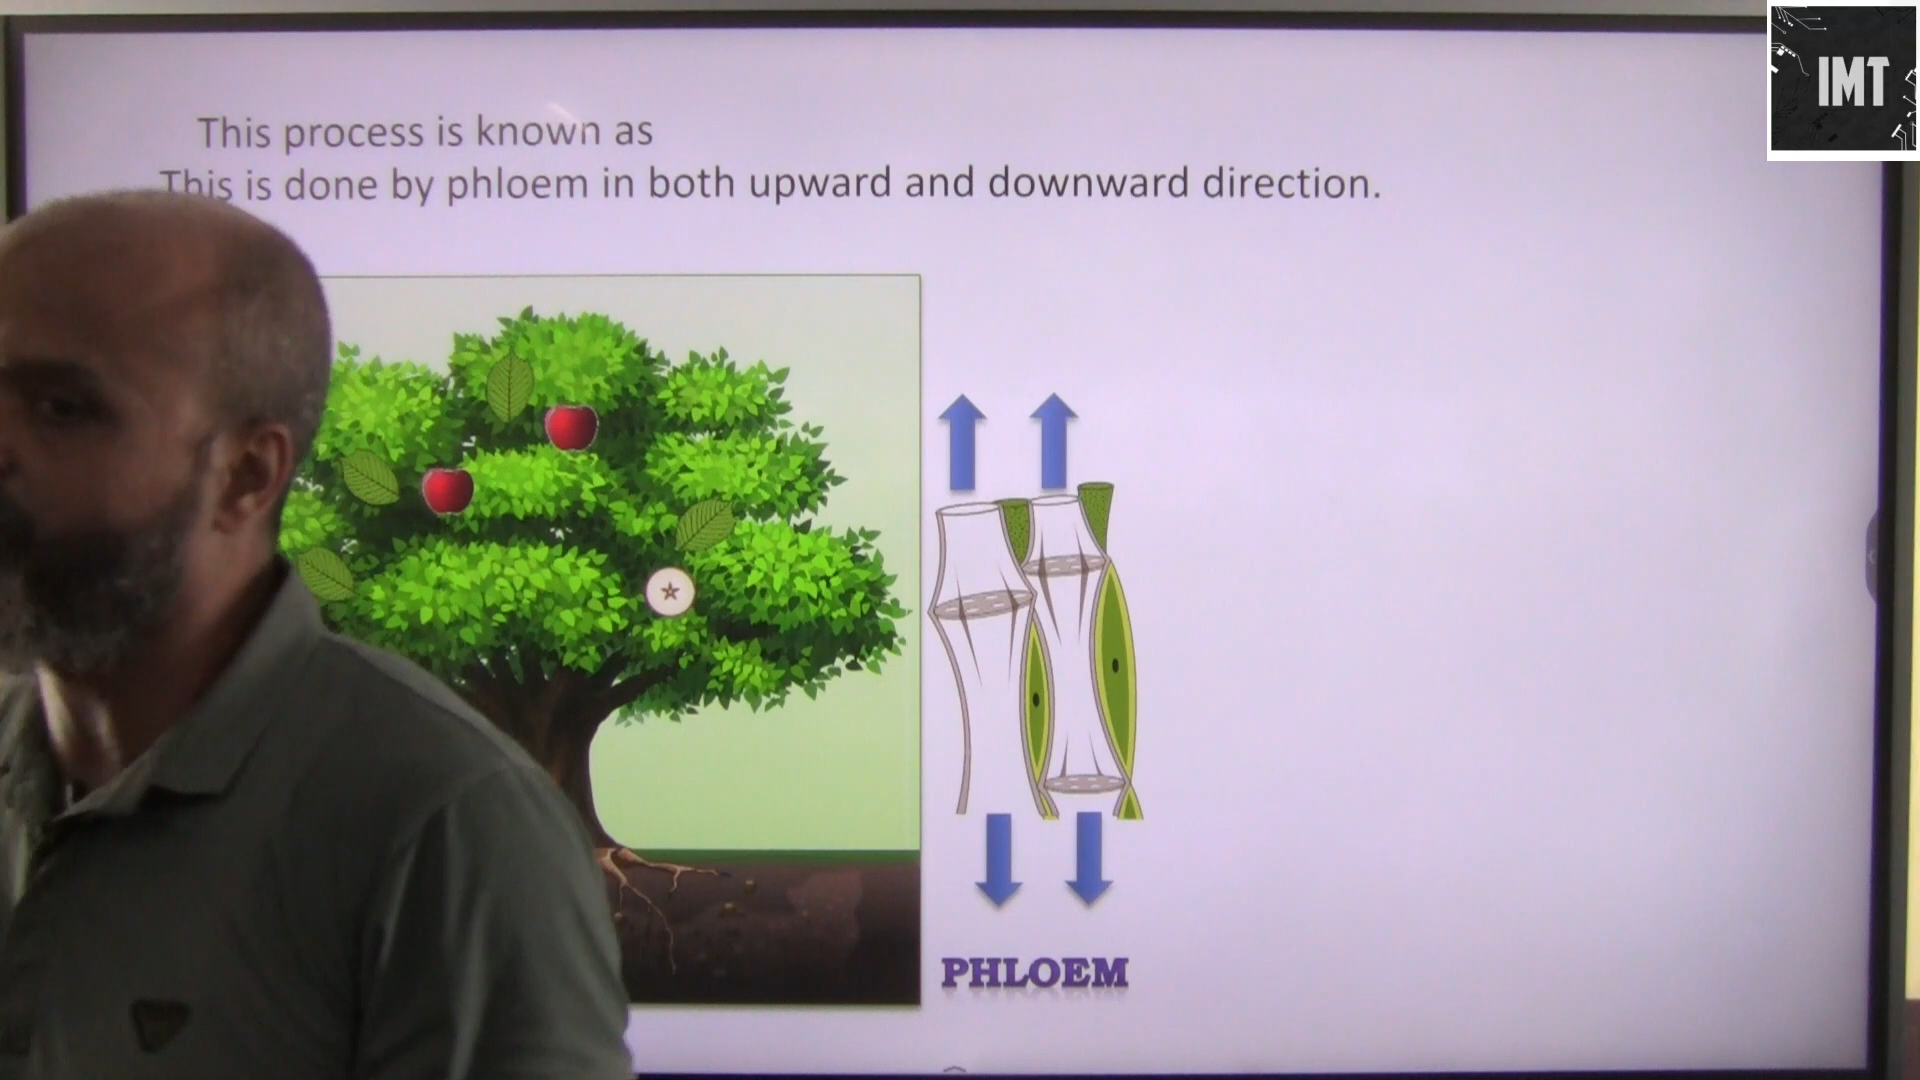 IMT
This process is known as
This is done by phloem in both upward and downward direction.
PHLOEM